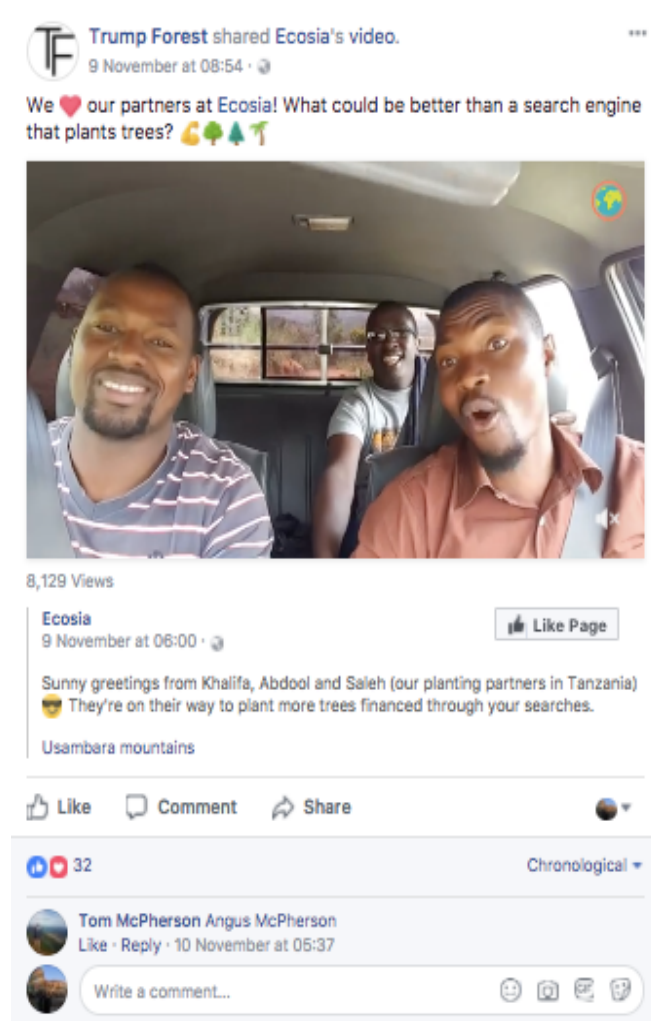 TF
Trump Forest shared Ecosia's video.
9 November at 08:54 ·
We ❤ our partners at Ecosia! What could be better than a search engine
that plants trees? 💪🌳🌲🌴
8,129 Views
Ecosia
9 November at 06:00 ·
Like Page
Sunny greetings from Khalifa, Abdool and Saleh (our planting partners in Tanzania)
😎 They're on their way to plant more trees financed through your searches.
Usambara mountains
Like Comment Share
32
Chronological
Tom McPherson Angus McPherson
Like · Reply · 10 November at 05:37
Write a comment...
GIF